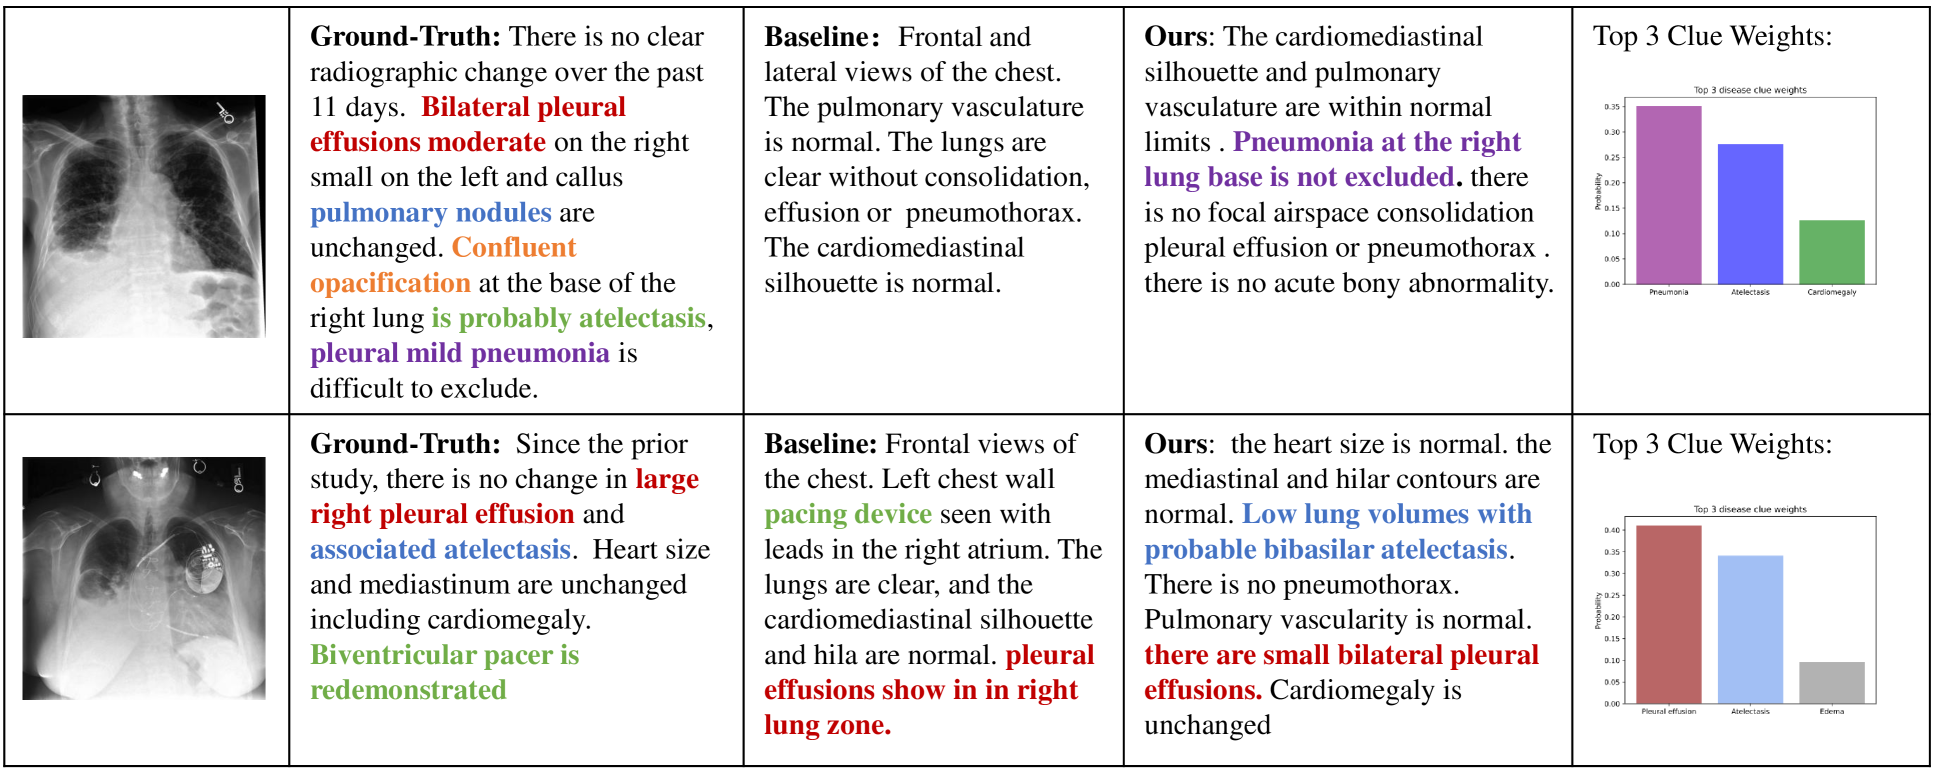 Ground-Truth: There is no clear
radiographic change over the past
11 days. Bilateral pleural
effusions moderate on the right
small on the left and callus
pulmonary nodules are
unchanged. Confluent
opacification at the base of the
right lung is probably atelectasis,
pleural mild pneumonia is
difficult to exclude.
Baseline: Frontal and
lateral views of the chest.
The pulmonary vasculature
is normal. The lungs are
clear without consolidation,
effusion or pneumothorax.
The cardiomediastinal
silhouette is normal.
Ours: The cardiomediastinal
silhouette and pulmonary
vasculature are within normal
limits . Pneumonia at the right
lung base is not excluded. there
is no focal airspace consolidation
pleural effusion or pneumothorax .
there is no acute bony abnormality.
Top 3 Clue Weights:
Top 3 disease clue weights
Probability
0.35
0.30
0.25
0.20
0.15
0.10
0.05
0.00
Pneumonia
Atelectasis
Cardiomegaly
Ground-Truth: Since the prior
study, there is no change in large
right pleural effusion and
associated atelectasis. Heart size
and mediastinum are unchanged
including cardiomegaly.
Biventricular pacer is
redemonstrated
Baseline: Frontal views of
the chest. Left chest wall
pacing device seen with
leads in the right atrium. The
lungs are clear, and the
cardiomediastinal silhouette
and hila are normal. pleural
effusions show in in right
lung zone.
Ours: the heart size is normal. the
mediastinal and hilar contours are
normal. Low lung volumes with
probable bibasilar atelectasis.
There is no pneumothorax.
Pulmonary vascularity is normal.
there are small bilateral pleural
effusions. Cardiomegaly is
unchanged
Top 3 Clue Weights:
Top 3 disease clue weights
Probability
0.40
0.35
0.30
0.25
0.20
0.15
0.10
0.05
0.00
Pleural effusion
Atelectasis
Edema